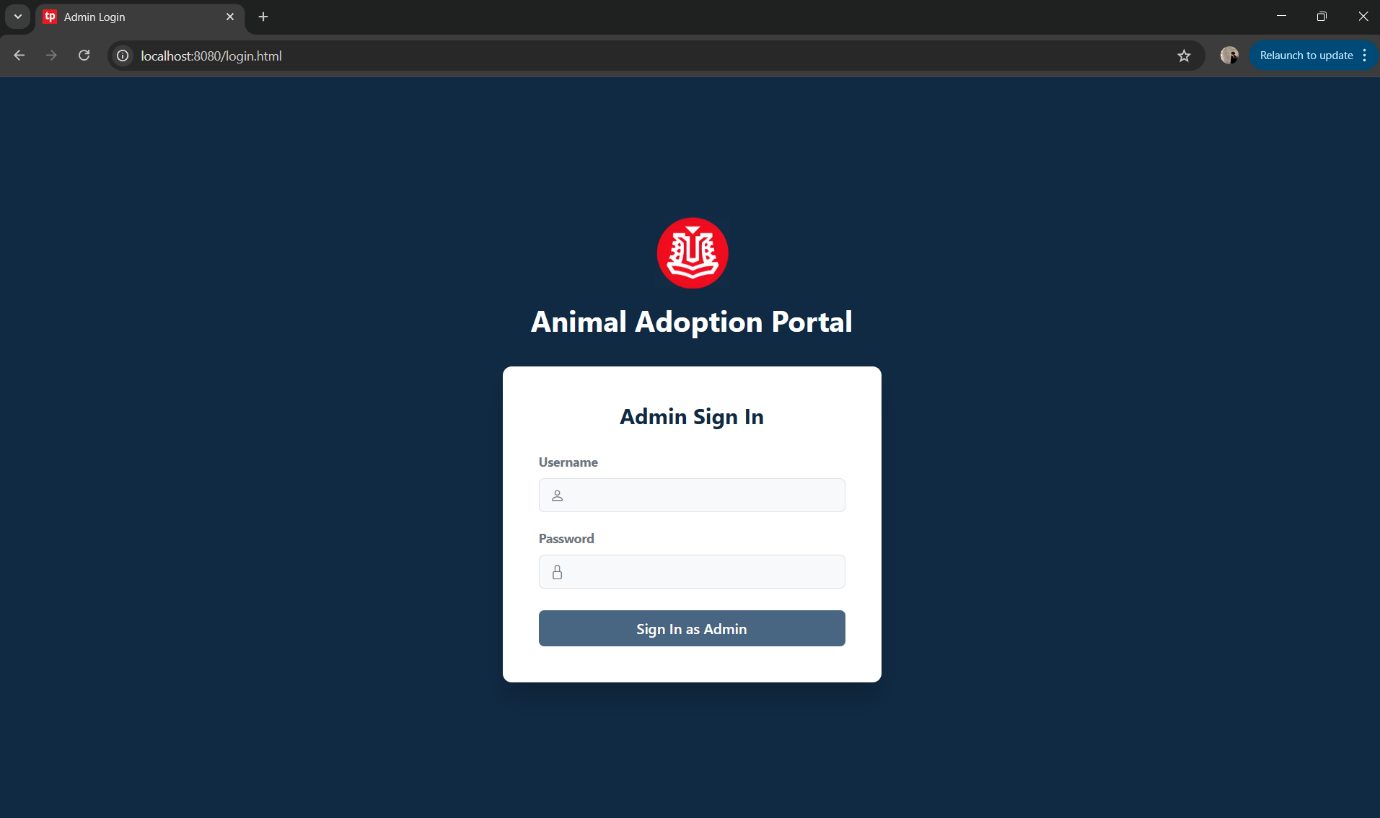 tp Admin Login
localhost:8080/login.html
Relaunch to update
Animal Adoption Portal
Admin Sign In
Username
Password
Sign In as Admin